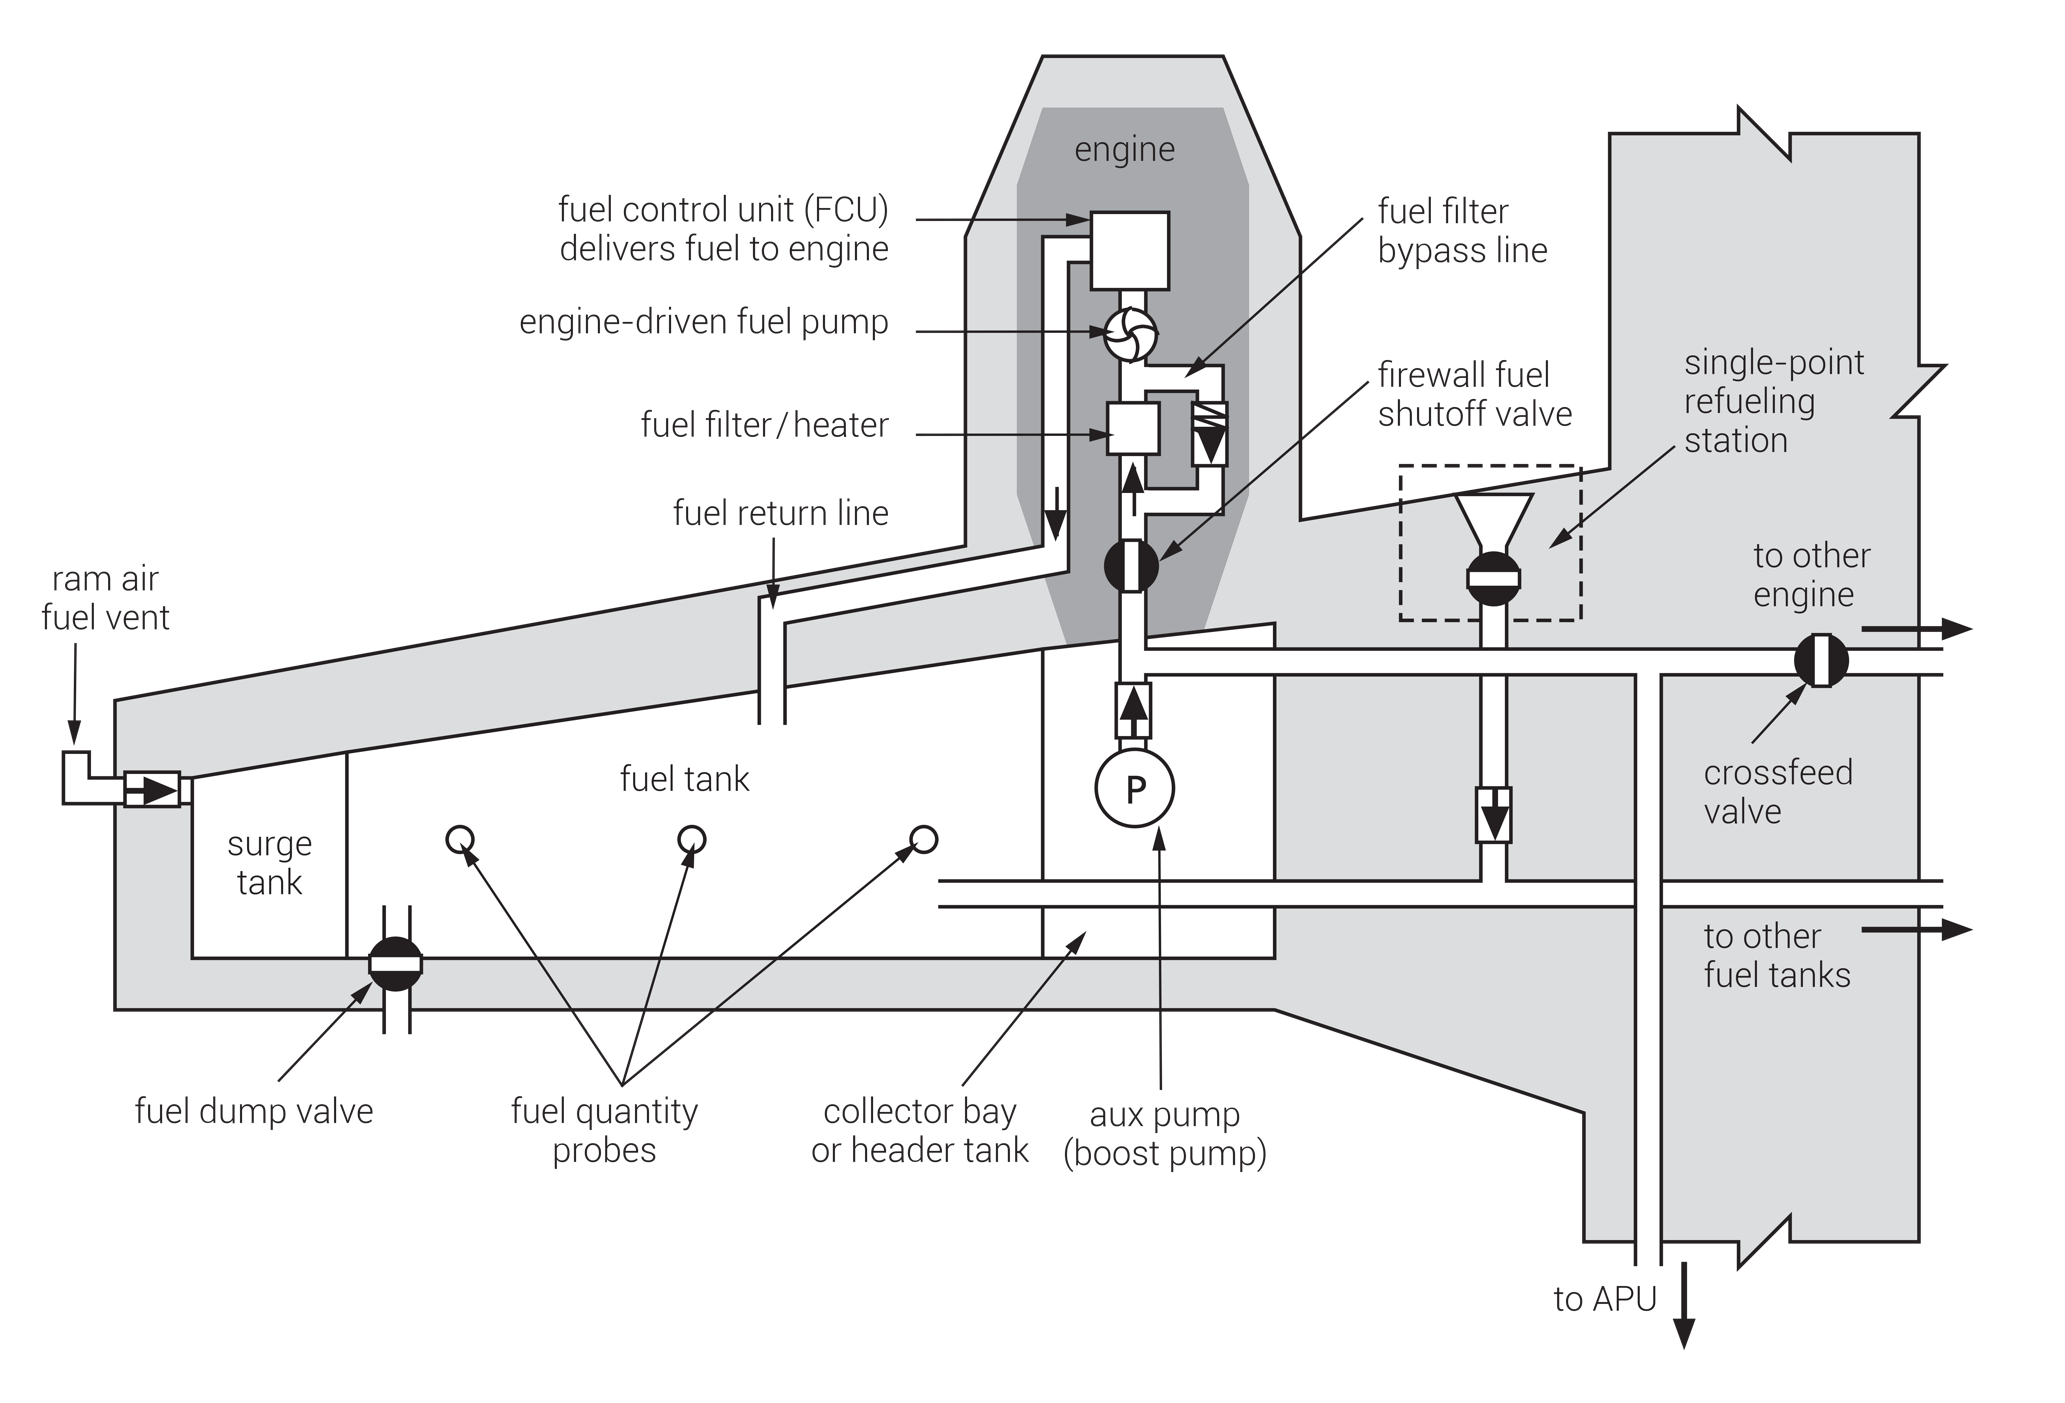 engine
fuel control unit (FCU)
delivers fuel to engine
fuel filter
bypass line
engine-driven fuel pump
firewall fuel
shutoff valve
single-point
refueling
station
fuel filter/heater
fuel return line
ram air
fuel vent
to other
engine
fuel tank
P
crossfeed
valve
surge
tank
to other
fuel tanks
fuel dump valve
fuel quantity
probes
collector bay
or header tank
aux pump
(boost pump)
to APU